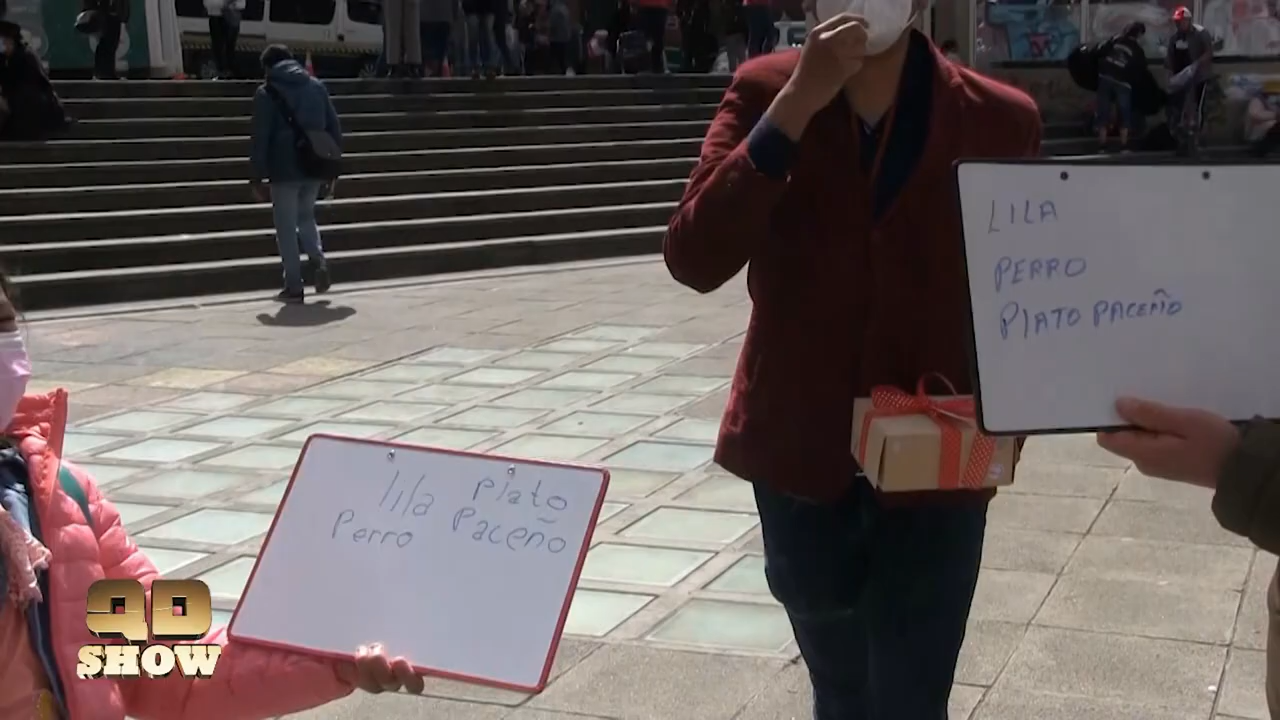 lila Plato
Perro Paceño
LILA
PERRO
PLATO PACEÑO
QD
SHOW